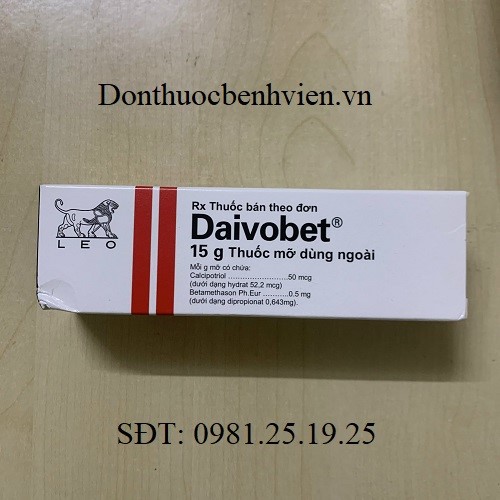 Donthuocbenhvien.vn
LEO
Rx Thuốc bán theo đơn
Daivobet®
15 g Thuốc mỡ dùng ngoài
Mỗi g mỡ có chứa:
Calcipotriol ........................50 mcg
(dưới dạng hydrat 52,2 mcg)
Betamethason Ph.Eur ..........0.5 mg
(dưới dạng dipropionat 0,643mg).
SĐT: 0981.25.19.25